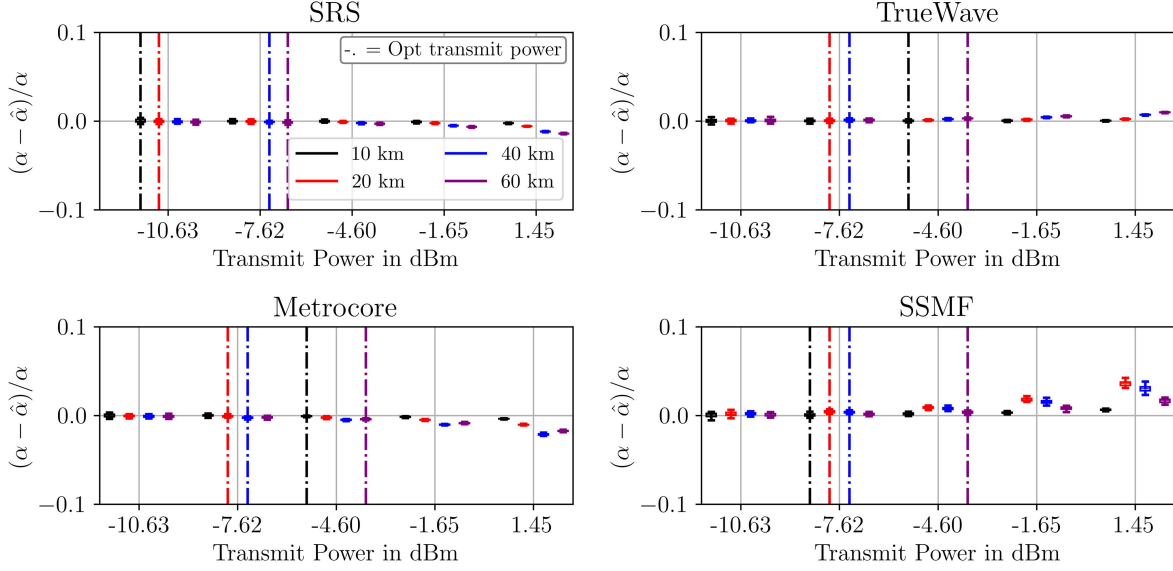 SRS
0.1
0.0
−0.1
(α − α̂)/α
-. = Opt transmit power
10 km
20 km
40 km
60 km
-10.63 -7.62 -4.60 -1.65 1.45
Transmit Power in dBm
TrueWave
0.1
0.0
−0.1
(α − α̂)/α
-10.63 -7.62 -4.60 -1.65 1.45
Transmit Power in dBm
Metrocore
0.1
0.0
−0.1
(α − α̂)/α
-10.63 -7.62 -4.60 -1.65 1.45
Transmit Power in dBm
SSMF
0.1
0.0
−0.1
(α − α̂)/α
-10.63 -7.62 -4.60 -1.65 1.45
Transmit Power in dBm